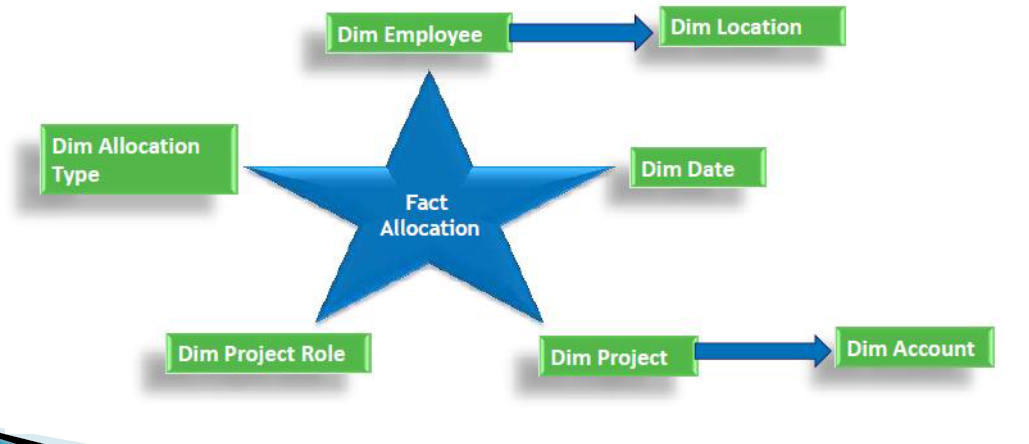 Dim Employee
Dim Location
Dim Allocation
Type
Dim Date
Fact
Allocation
Dim Project Role
Dim Project
Dim Account